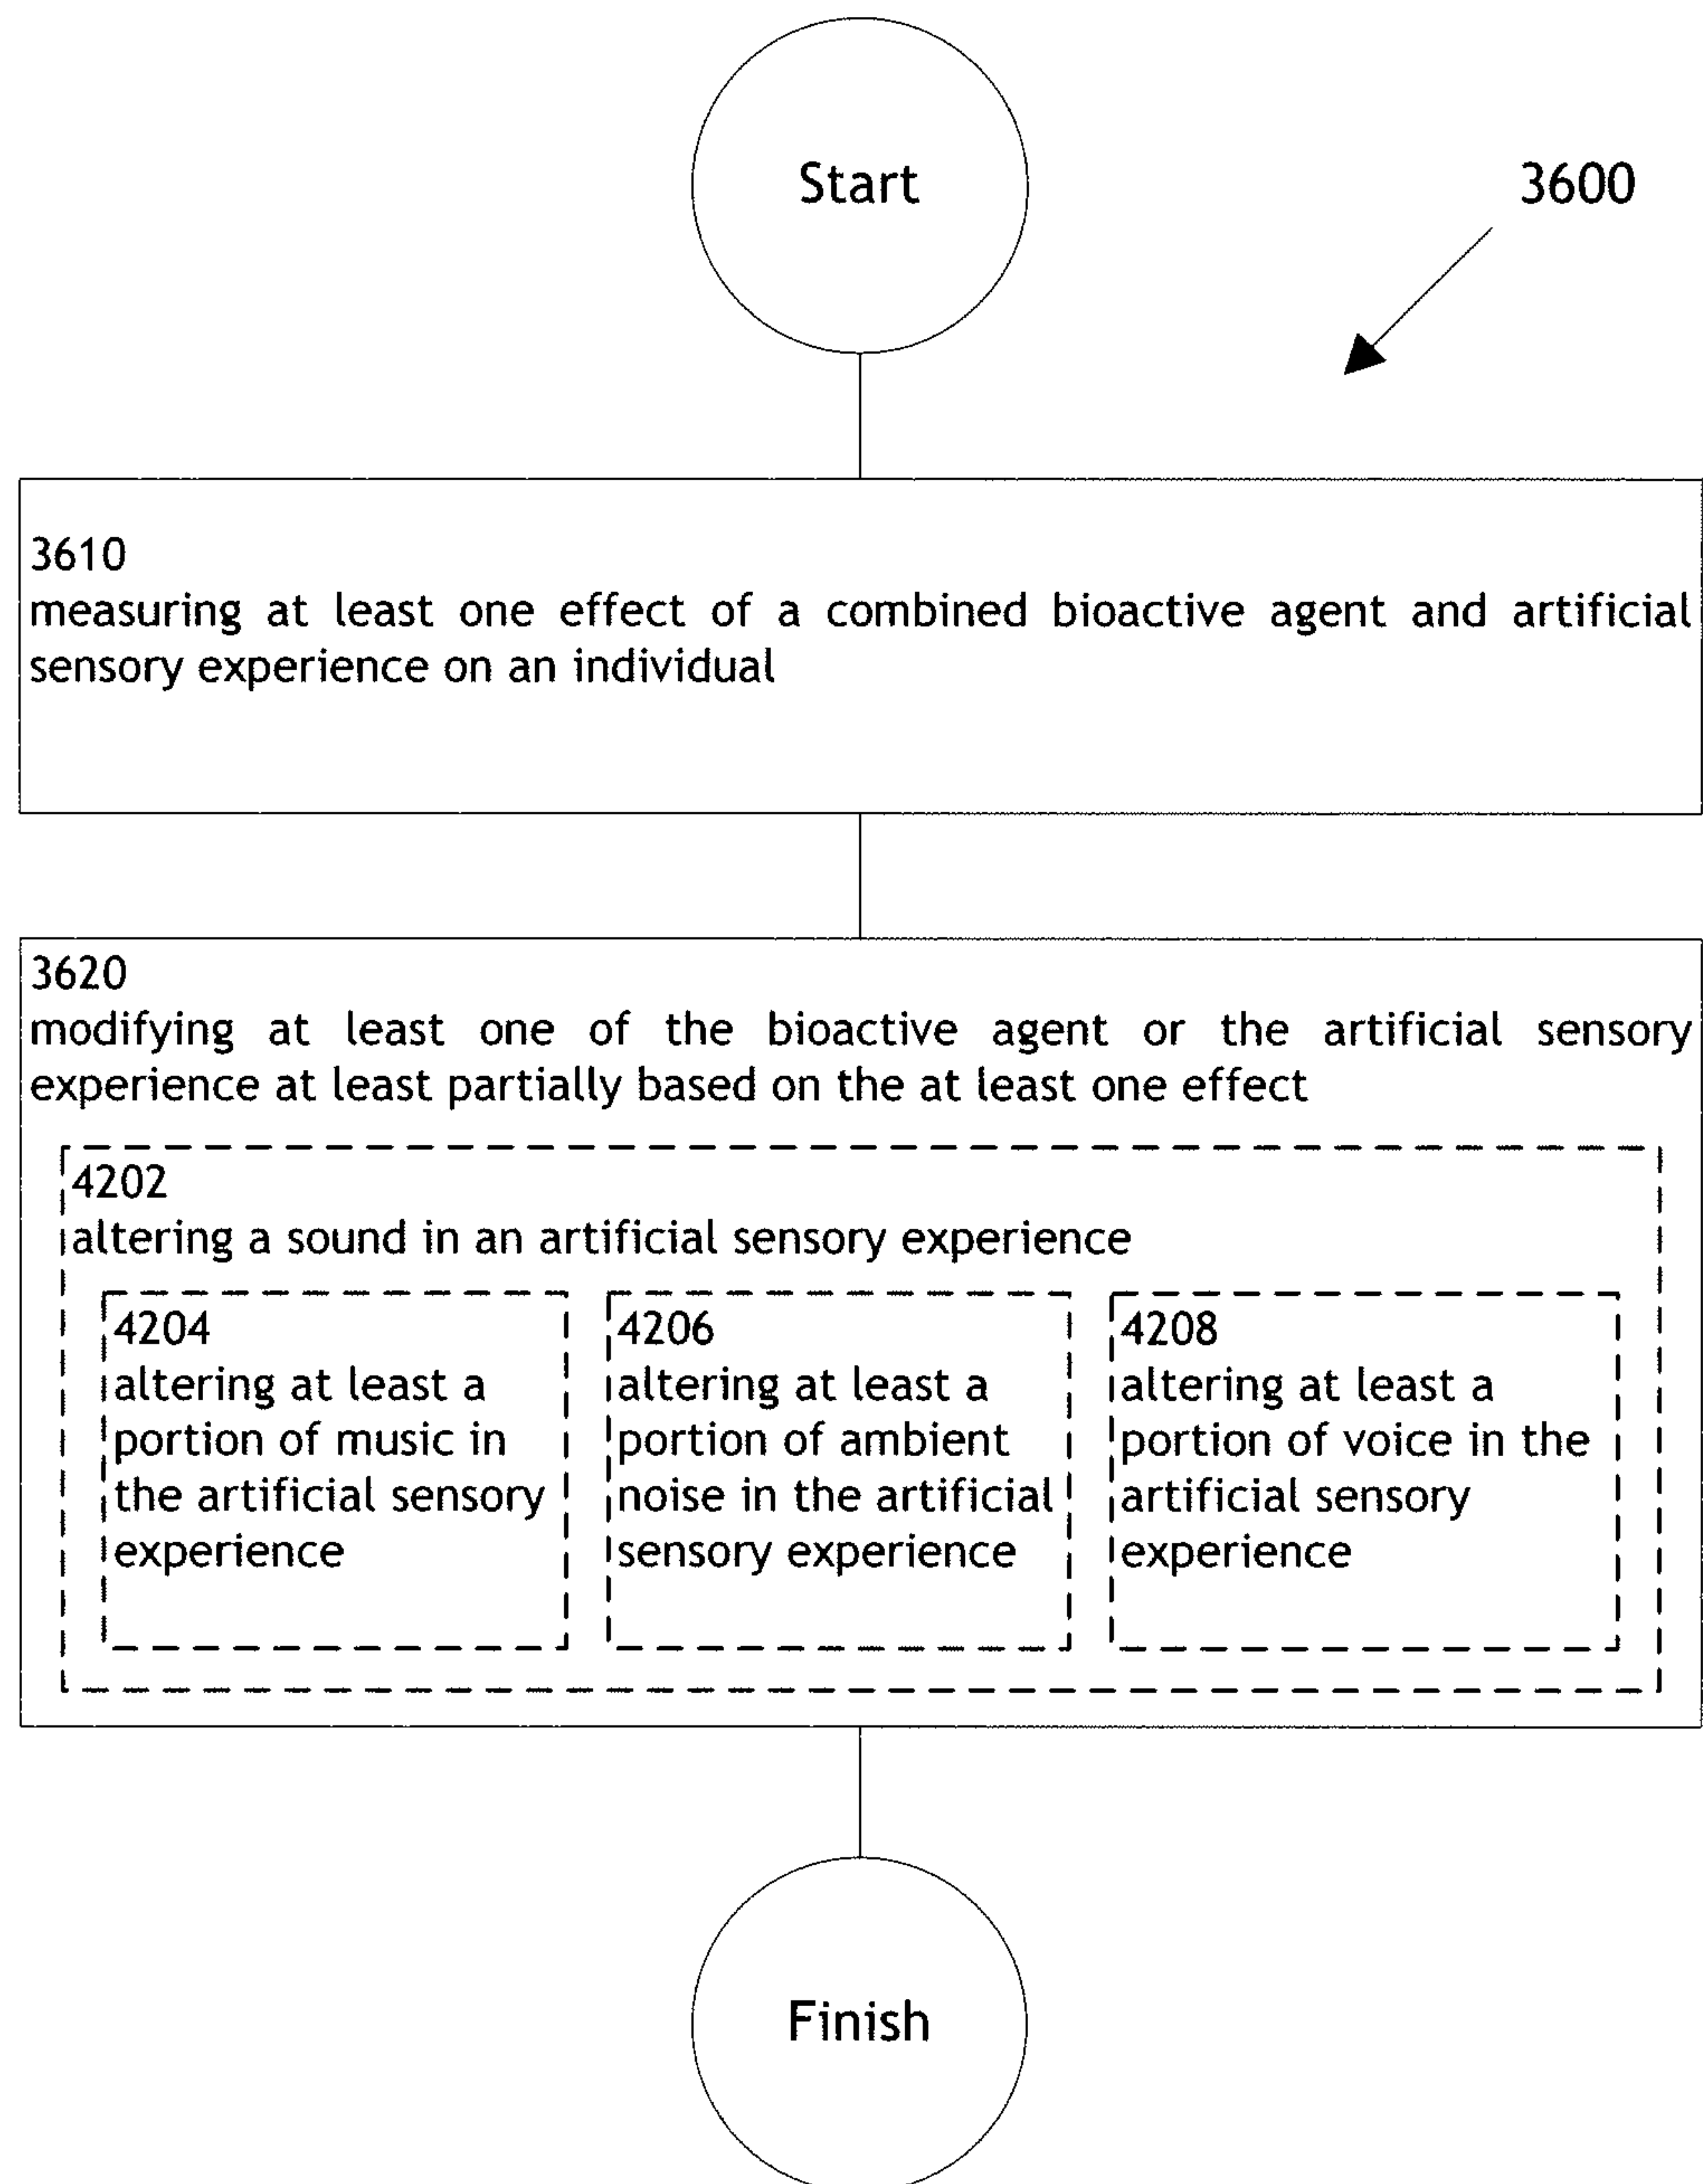 Start
3600
3610
measuring at least one effect of a combined bioactive agent and artificial
sensory experience on an individual
3620
modifying at least one of the bioactive agent or the artificial sensory
experience at least partially based on the at least one effect
4202
altering a sound in an artificial sensory experience
4204
altering at least a
portion of music in
the artificial sensory
experience
4206
altering at least a
portion of ambient
noise in the artificial
sensory experience
4208
altering at least a
portion of voice in the
artificial sensory
experience
Finish